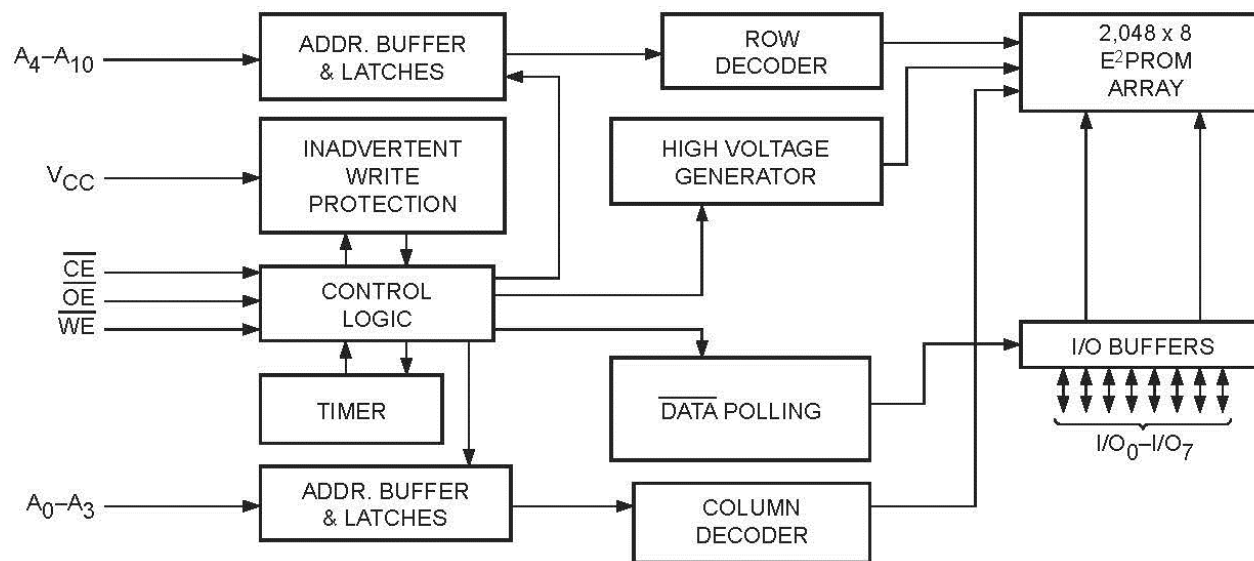 A4–A10
ADDR. BUFFER
& LATCHES
ROW
DECODER
2,048 x 8
E2PROM
ARRAY
VCC
INADVERTENT
WRITE
PROTECTION
HIGH VOLTAGE
GENERATOR
CE
OE
WE
CONTROL
LOGIC
I/O BUFFERS
TIMER
DATA POLLING
I/O0–I/O7
A0–A3
ADDR. BUFFER
& LATCHES
COLUMN
DECODER